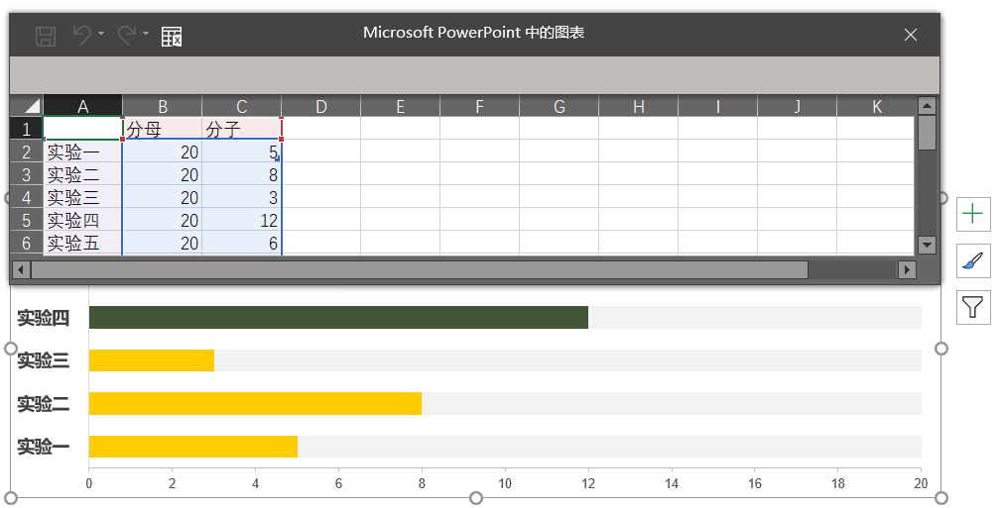 Microsoft PowerPoint 中的图表
A B C D E F G H I J K
1 分母 分子
2 实验一 20 5
3 实验二 20 8
4 实验三 20 3
5 实验四 20 12
6 实验五 20 6
实验四
实验三
实验二
实验一
0 2 4 6 8 10 12 14 16 18 20